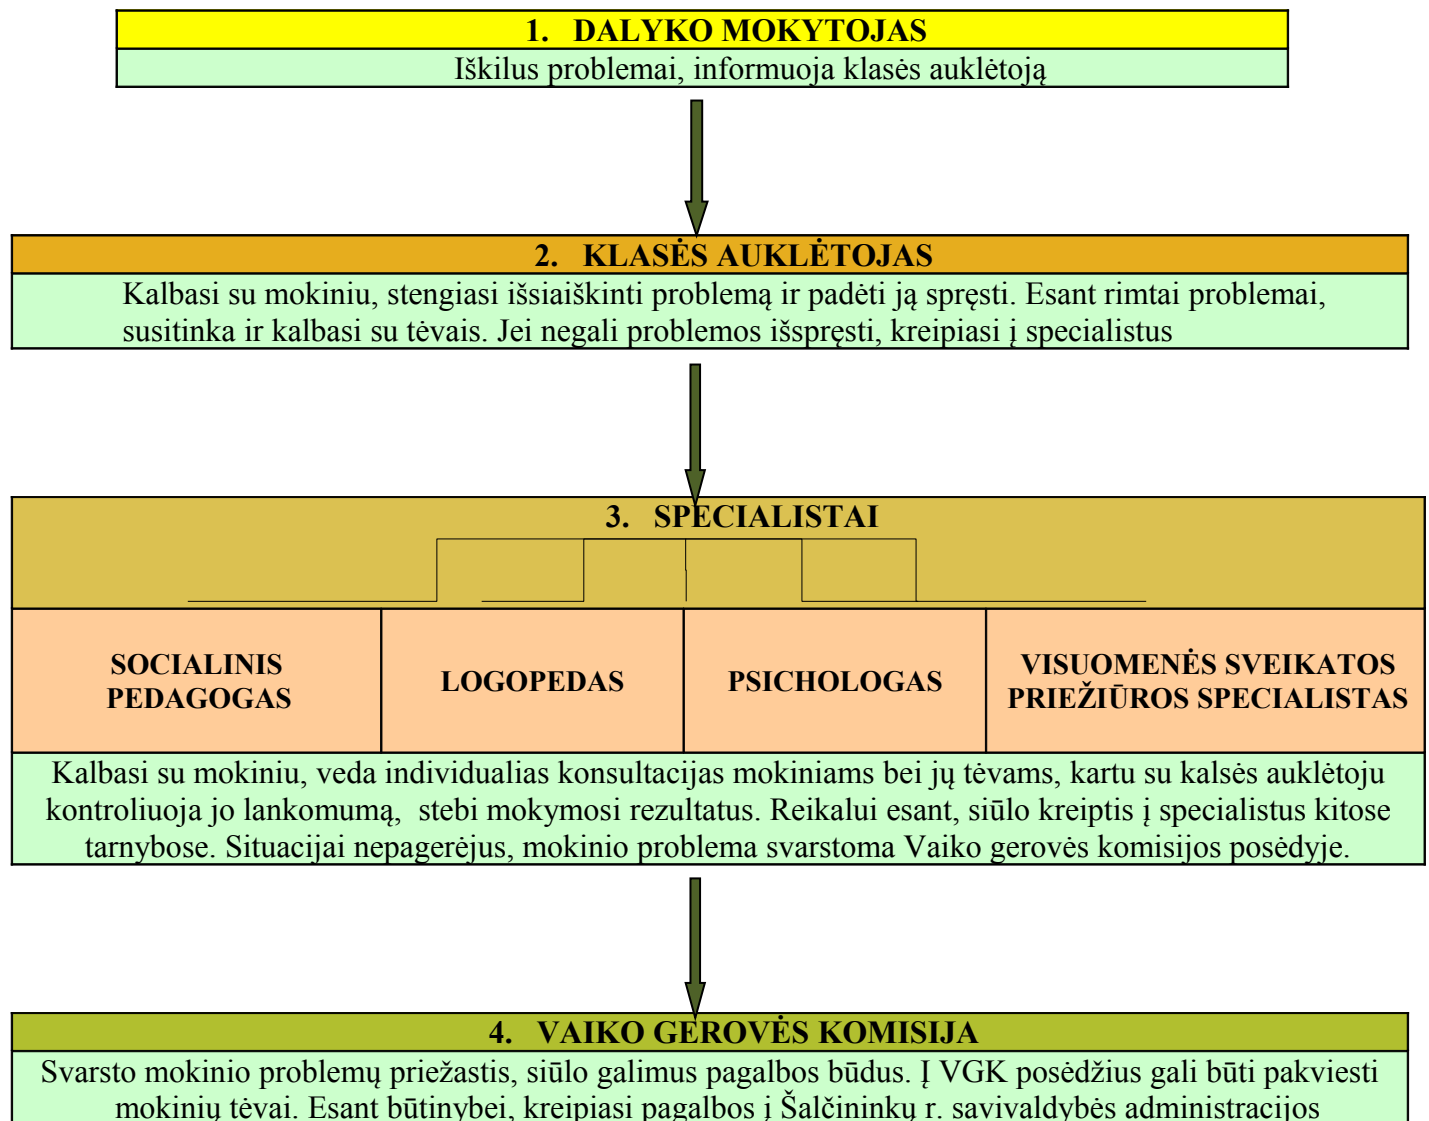 1. DALYKO MOKYTOJAS
Iškilus problemai, informuoja klasės auklėtoją
2. KLASĖS AUKLĖTOJAS
Kalbasi su mokiniu, stengiasi išsiaiškinti problemą ir padėti ją spręsti. Esant rimtai problemai,
susitinka ir kalbasi su tėvais. Jei negali problemos išspręsti, kreipiasi į specialistus
3. SPECIALISTAI
SOCIALINIS
PEDAGOGAS
LOGOPEDAS
PSICHOLOGAS
VISUOMENĖS SVEIKATOS
PRIEŽIŪROS SPECIALISTAS
Kalbasi su mokiniu, veda individualias konsultacijas mokiniams bei jų tėvams, kartu su kalsės auklėtoju
kontroliuoja jo lankomumą, stebi mokymosi rezultatus. Reikalui esant, siūlo kreiptis į specialistus kitose
tarnybose. Situacijai nepagerėjus, mokinio problema svarstoma Vaiko gerovės komisijos posėdyje.
4. VAIKO GEROVĖS KOMISIJA
Svarsto mokinio problemų priežastis, siūlo galimus pagalbos būdus. Į VGK posėdžius gali būti pakviesti
mokinių tėvai. Esant būtinybei, kreipiasi pagalbos į Šalčininkų r. savivaldybės administracijos